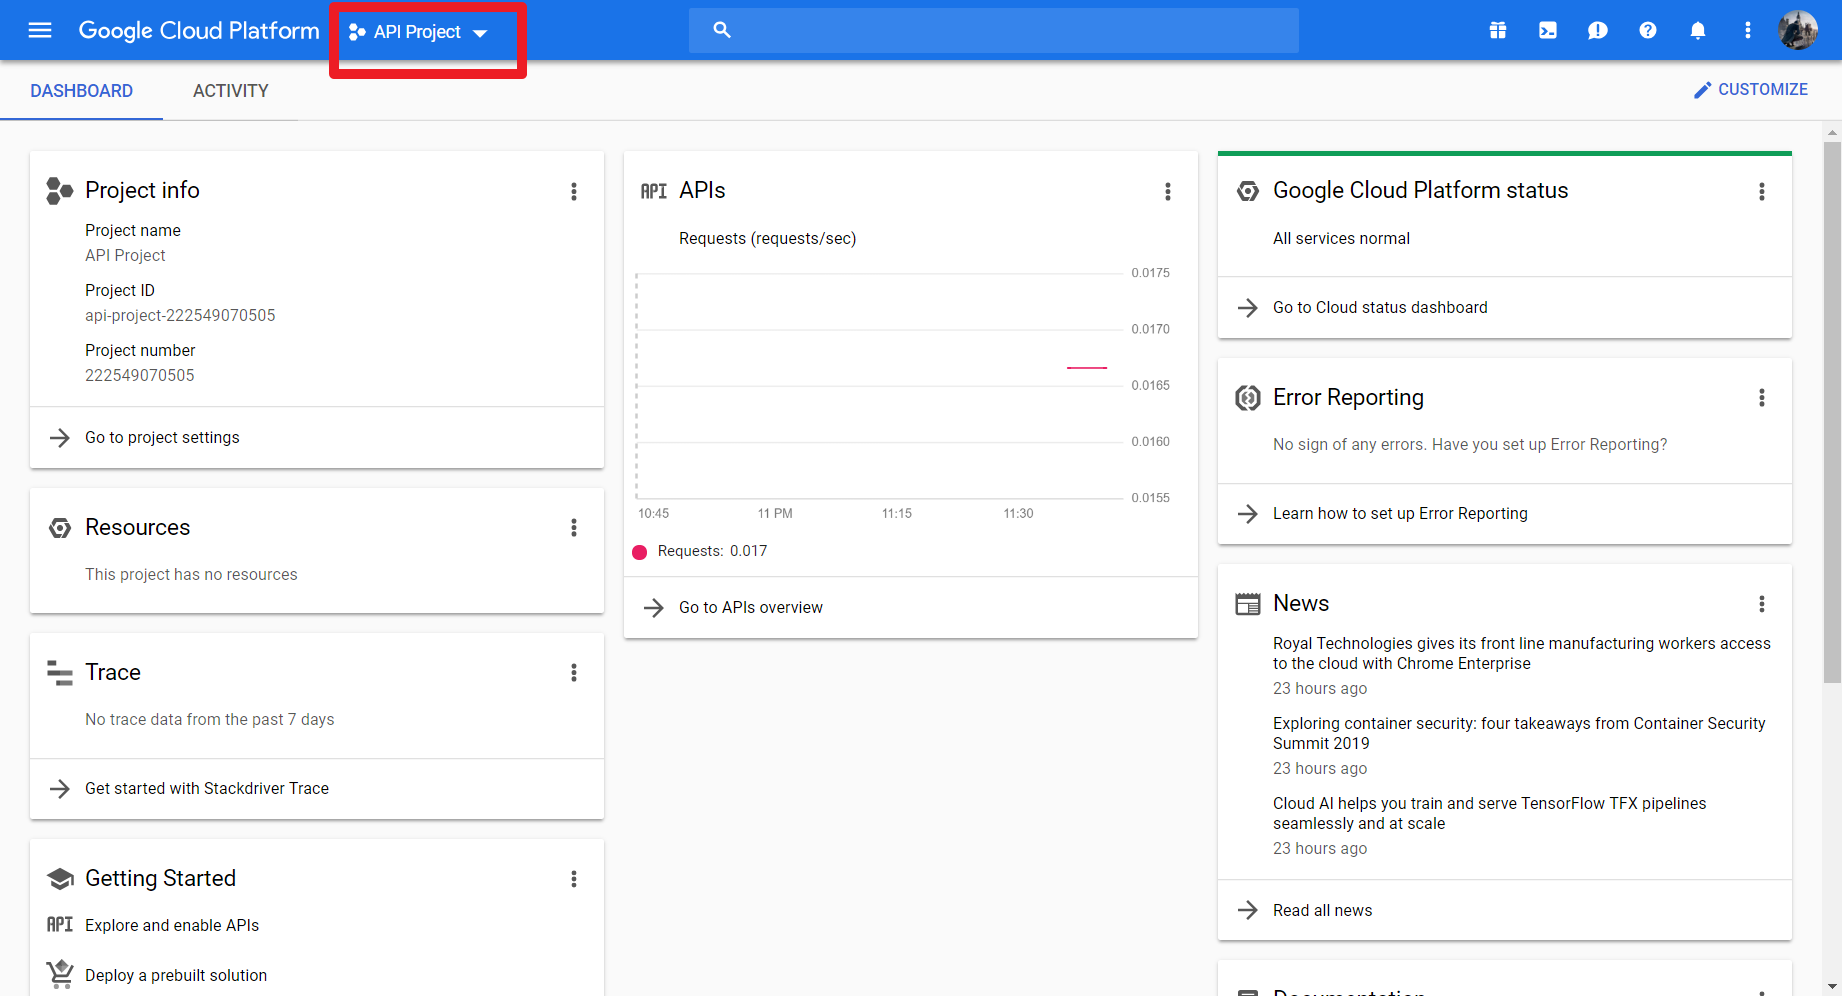 Google Cloud Platform
API Project
DASHBOARD
ACTIVITY
CUSTOMIZE
Project info
Project name
API Project
Project ID
api-project-222549070505
Project number
222549070505
Go to project settings
Resources
This project has no resources
Trace
No trace data from the past 7 days
Get started with Stackdriver Trace
Getting Started
API
Explore and enable APIs
Deploy a prebuilt solution
API
APIs
Requests (requests/sec)
0.0175
0.0170
0.0165
0.0160
0.0155
10:45
11 PM
11:15
11:30
Requests: 0.017
Go to APIs overview
Google Cloud Platform status
All services normal
Go to Cloud status dashboard
Error Reporting
No sign of any errors. Have you set up Error Reporting?
Learn how to set up Error Reporting
News
Royal Technologies gives its front line manufacturing workers access
to the cloud with Chrome Enterprise
23 hours ago
Exploring container security: four takeaways from Container Security
Summit 2019
23 hours ago
Cloud AI helps you train and serve TensorFlow TFX pipelines
seamlessly and at scale
23 hours ago
Read all news
Documentation